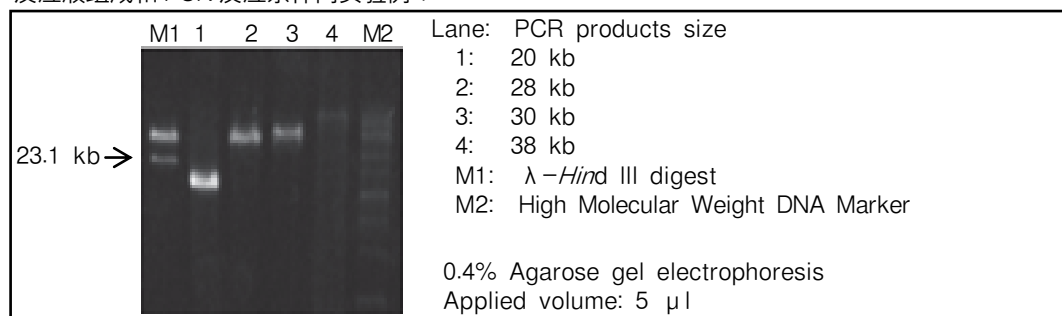 M1 1 2 3 4 M2
23.1 kb
Lane: PCR products size
1: 20 kb
2: 28 kb
3: 30 kb
4: 38 kb
M1: λ-Hind III digest
M2: High Molecular Weight DNA Marker
0.4% Agarose gel electrophoresis
Applied volume: 5 μl